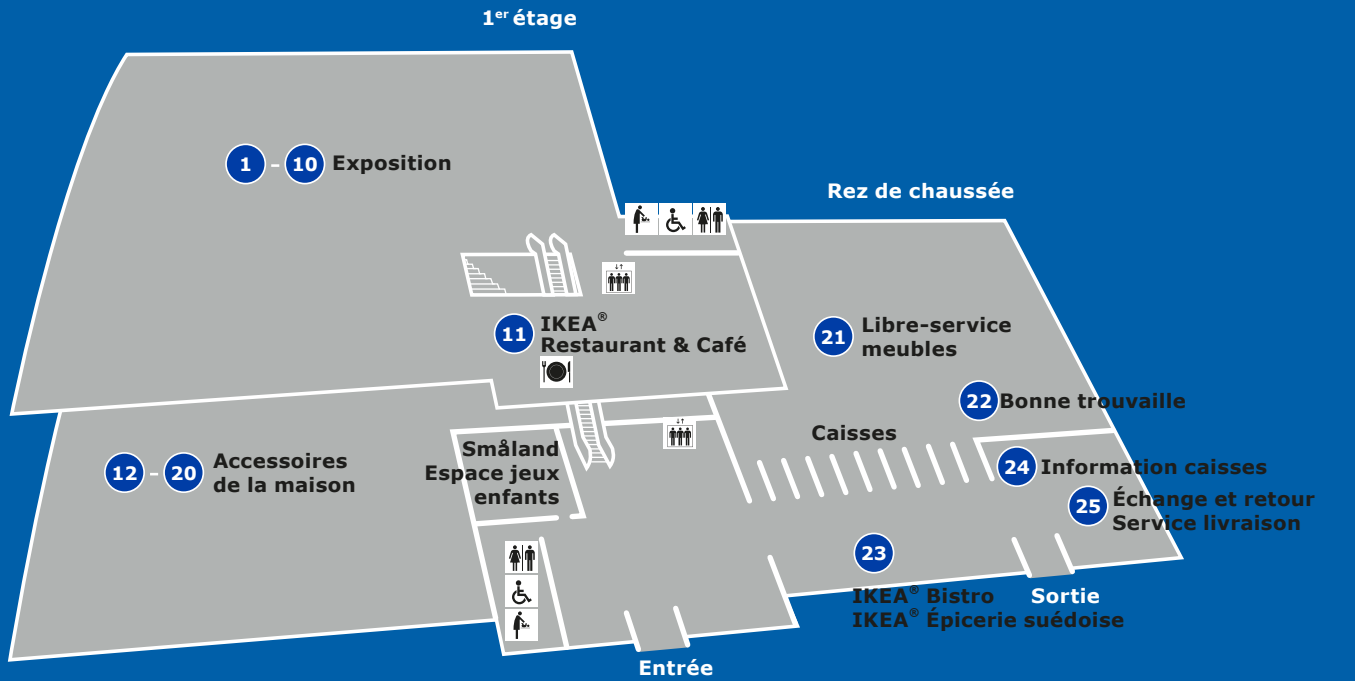 1er étage
1 - 10 Exposition
Rez de chaussée
11 IKEA®
Restaurant & Café
21 Libre-service
meubles
22 Bonne trouvaille
Caisses
Småland
Espace jeux
enfants
12 - 20 Accessoires
de la maison
24 Information caisses
25 Échange et retour
Service livraison
23
IKEA® Bistro
IKEA® Épicerie suédoise
Sortie
Entrée